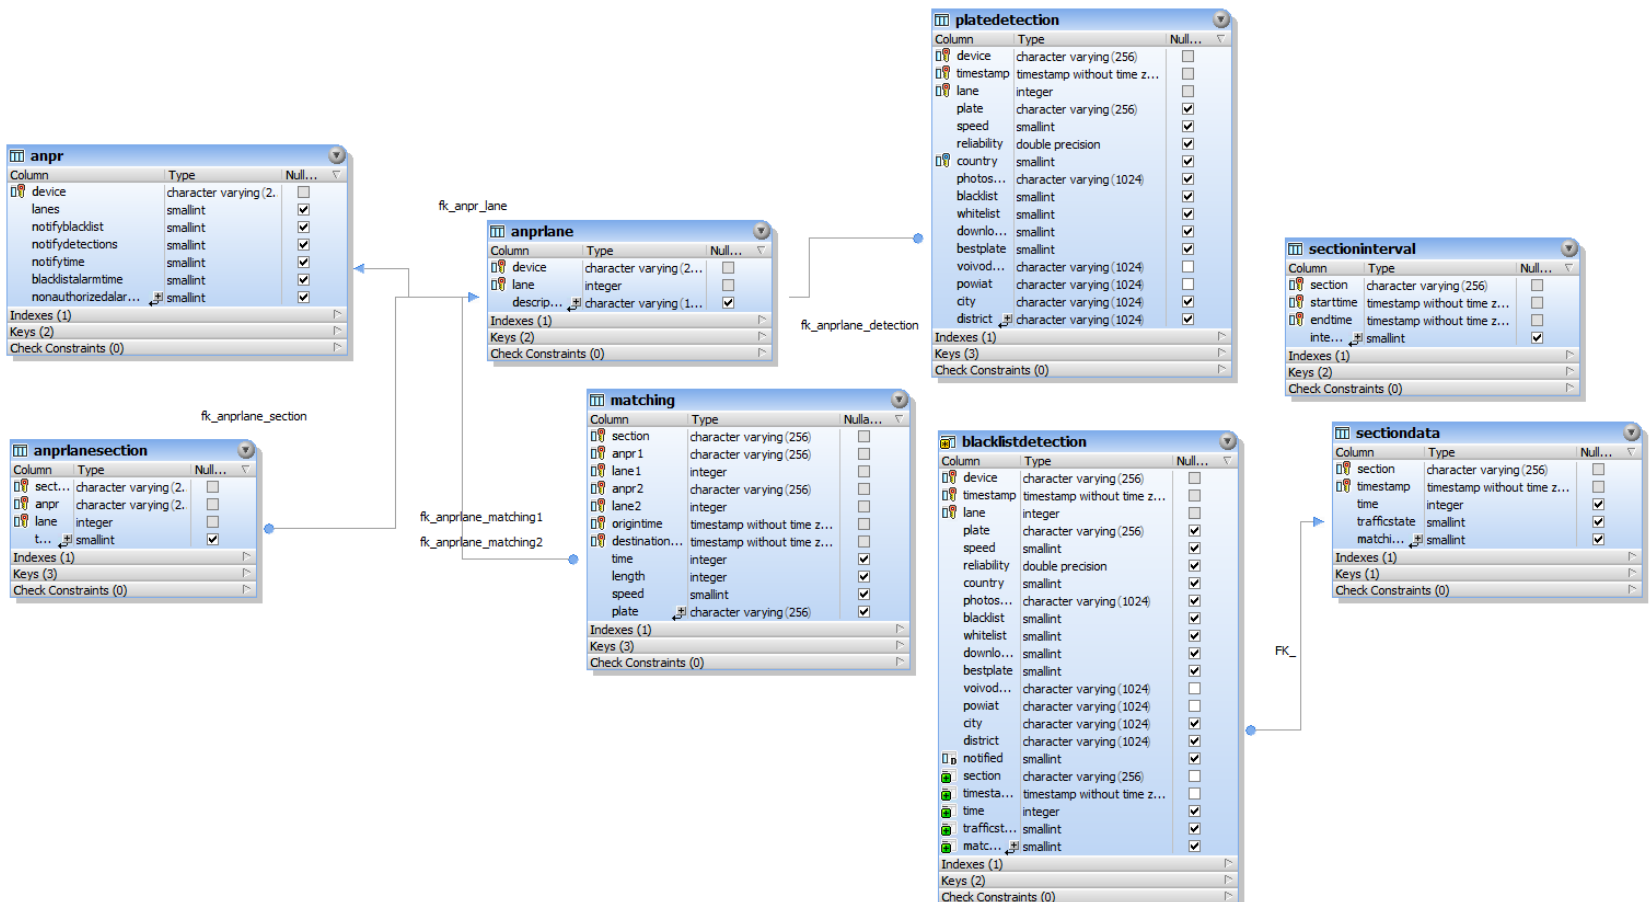 platedetection
Column Type Null...
device character varying (256)
timestamp timestamp without time z...
lane integer
plate character varying (256)
speed smallint
reliability double precision
country smallint
photos... character varying (1024)
blacklist smallint
whitelist smallint
downlo... smallint
bestplate smallint
voivod... character varying (1024)
powiat character varying (1024)
city character varying (1024)
district character varying (1024)
Indexes (1)
Keys (3)
Check Constraints (0)
anpr
Column Type Null...
device character varying (2.
lanes smallint
notifyblacklist smallint
notifydetections smallint
notifytime smallint
blacklistalarmtime smallint
nonauthorizedalar... smallint
Indexes (1)
Keys (2)
Check Constraints (0)
fk_anpr_lane
anprlane
Column Type Null...
device character varying (2...
lane integer
descrip... character varying (1...
Indexes (1)
Keys (2)
Check Constraints (0)
fk_anprlane_detection
sectioninterval
Column Type Null...
section character varying (256)
starttime timestamp without time z...
endtime timestamp without time z...
inte... smallint
Indexes (1)
Keys (2)
Check Constraints (0)
fk_anprlane_section
anprlanesection
Column Type Null...
sect... character varying (2.
anpr character varying (2.
lane integer
t... smallint
Indexes (1)
Keys (3)
Check Constraints (0)
fk_anprlane_matching1
fk_anprlane_matching2
matching
Column Type Nulla...
section character varying (256)
anpr1 character varying (256)
lane1 integer
anpr2 character varying (256)
lane2 integer
origintime timestamp without time z...
destination... timestamp without time z...
time integer
length integer
speed smallint
plate character varying (256)
Indexes (1)
Keys (3)
Check Constraints (0)
blacklistdetection
Column Type Null...
device character varying (256)
timestamp timestamp without time z...
lane integer
plate character varying (256)
speed smallint
reliability double precision
country smallint
photos... character varying (1024)
blacklist smallint
whitelist smallint
downlo... smallint
bestplate smallint
voivod... character varying (1024)
powiat character varying (1024)
city character varying (1024)
district character varying (1024)
notified smallint
section character varying (256)
timesta... timestamp without time z...
time integer
trafficst... smallint
matc... smallint
Indexes (1)
Keys (2)
Check Constraints (0)
FK_
sectiondata
Column Type Null...
section character varying (256)
timestamp timestamp without time z...
time integer
trafficstate smallint
matchi... smallint
Indexes (1)
Keys (1)
Check Constraints (0)